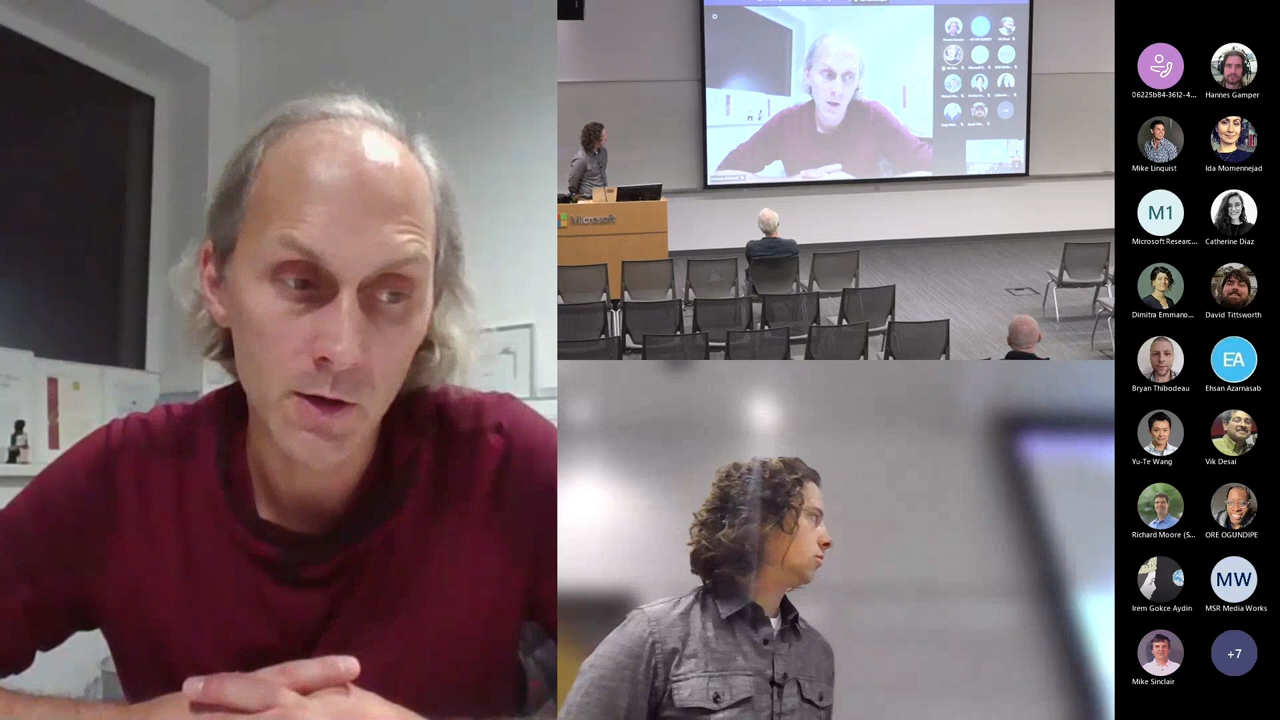 Microsoft
06225b84-3612-4...
Hannes Gamper
Mike Linquist
Ida Momennejad
M1
Microsoft Researc...
Catherine Diaz
Dimitra Emmano...
David Tittsworth
Bryan Thibodeau
EA
Ehsan Azarnasab
Yu-Te Wang
Vik Desai
Richard Moore (S...
ORE OGUNDIPE
Irem Gokce Aydin
MW
MSR Media Works
Mike Sinclair
+7